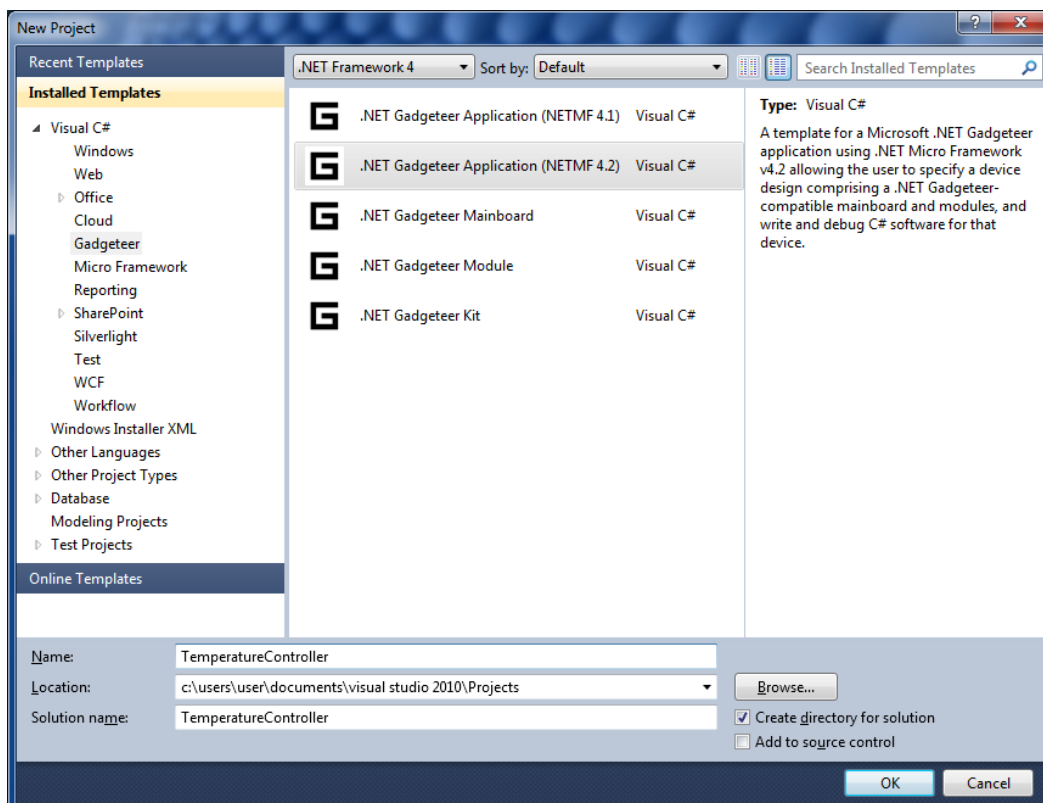 New Project
Recent Templates
Installed Templates
Visual C#
Windows
Web
Office
Cloud
Gadgeteer
Micro Framework
Reporting
SharePoint
Silverlight
Test
WCF
Workflow
Windows Installer XML
Other Languages
Other Project Types
Database
Modeling Projects
Test Projects
Online Templates
.NET Framework 4 Sort by: Default Search Installed Templates
.NET Gadgeteer Application (NETMF 4.1) Visual C#
.NET Gadgeteer Application (NETMF 4.2) Visual C#
.NET Gadgeteer Mainboard Visual C#
.NET Gadgeteer Module Visual C#
.NET Gadgeteer Kit Visual C#
Type: Visual C#
A template for a Microsoft .NET Gadgeteer
application using .NET Micro Framework
v4.2 allowing the user to specify a device
design comprising a .NET Gadgeteer-
compatible mainboard and modules, and
write and debug C# software for that
device.
Name: TemperatureController
Location: c:\users\user\documents\visual studio 2010\Projects Browse...
Solution name: TemperatureController
Create directory for solution
Add to source control
OK Cancel